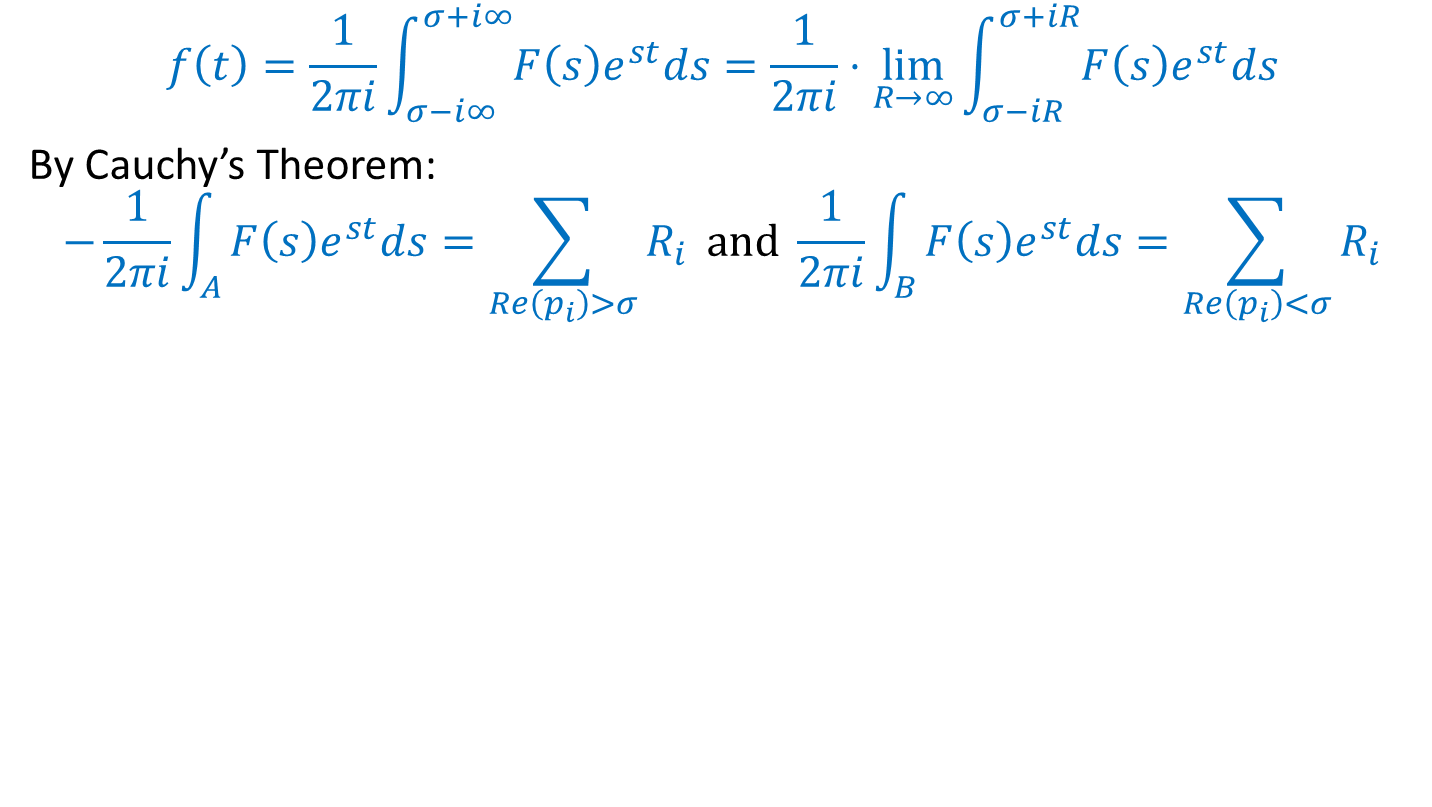 f(t) = \frac{1}{2\pi i} \int_{\sigma-i\infty}^{\sigma+i\infty} F(s)e^{st}ds = \frac{1}{2\pi i} \cdot \lim_{R\to\infty} \int_{\sigma-iR}^{\sigma+iR} F(s)e^{st}ds
By Cauchy’s Theorem:
-\frac{1}{2\pi i} \int_{A} F(s)e^{st}ds = \sum_{Re(p_i)>\sigma} R_i and \frac{1}{2\pi i} \int_{B} F(s)e^{st}ds = \sum_{Re(p_i)<\sigma} R_i